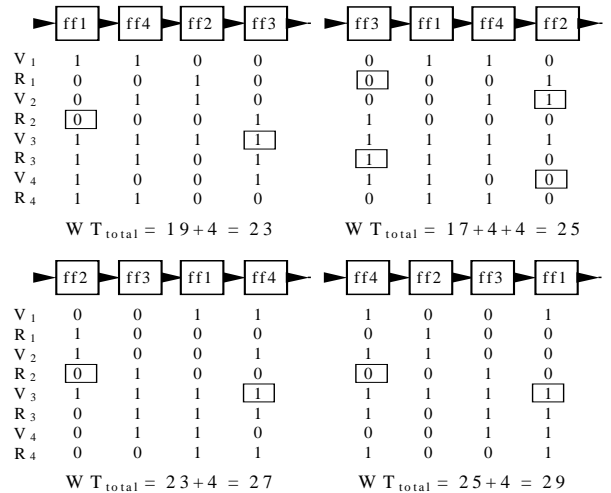 ff1 ff4 ff2 ff3 ff3 ff1 ff4 ff2
V1 1 1 0 0 0 1 1 0
R1 0 0 1 0 0 0 0 1
V2 0 1 1 0 0 0 1 1
R2 0 0 0 1 1 0 0 0
V3 1 1 1 1 1 1 1 1
R3 1 1 0 1 1 1 1 0
V4 1 0 0 1 1 1 0 0
R4 1 1 0 0 0 1 1 0
W Ttotal = 19+4 = 23 W Ttotal = 17+4+4 = 25
ff2 ff3 ff1 ff4 ff4 ff2 ff3 ff1
V1 0 0 1 1 1 0 0 1
R1 1 0 0 0 0 1 0 0
V2 1 0 0 1 1 1 0 0
R2 0 1 0 0 0 0 1 0
V3 1 1 1 1 1 1 1 1
R3 0 1 1 1 1 0 1 1
V4 0 1 1 0 0 0 1 1
R4 0 0 1 1 1 0 0 1
W Ttotal = 23+4 = 27 W Ttotal = 25+4 = 29